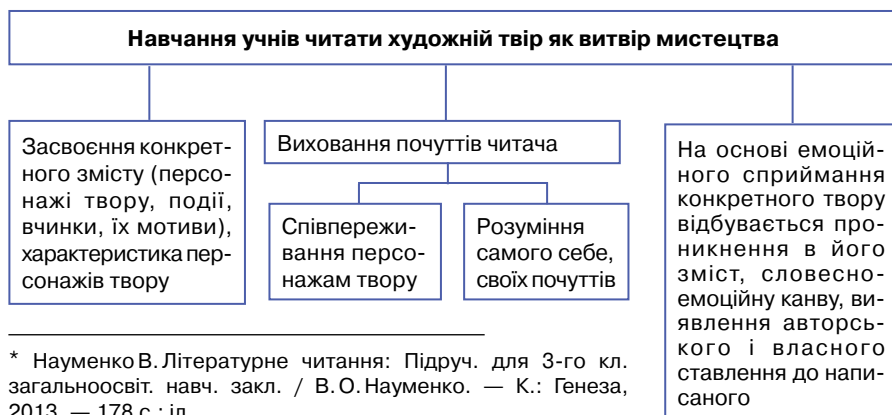 Навчання учнів читати художній твір як витвір мистецтва
Засвоєння конкрет-
ного змісту (персо-
нажі твору, події,
вчинки, їх мотиви),
характеристика пер-
сонажів твору
Виховання почуттів читача
Співпережи-
вання персо-
нажам твору
Розуміння
самого себе,
своїх почуттів
На основі емоцій-
ного сприймання
конкретного твору
відбувається про-
никнення в його
зміст, словесно-
емоційну канву, ви-
явлення авторсь-
кого і власного
ставлення до напи-
саного
* Науменко В. Літературне читання: Підруч. для 3-го кл.
загальноосвіт. навч. закл. / В. О. Науменко. — К.: Генеза,
2013. — 178 с.: іл.